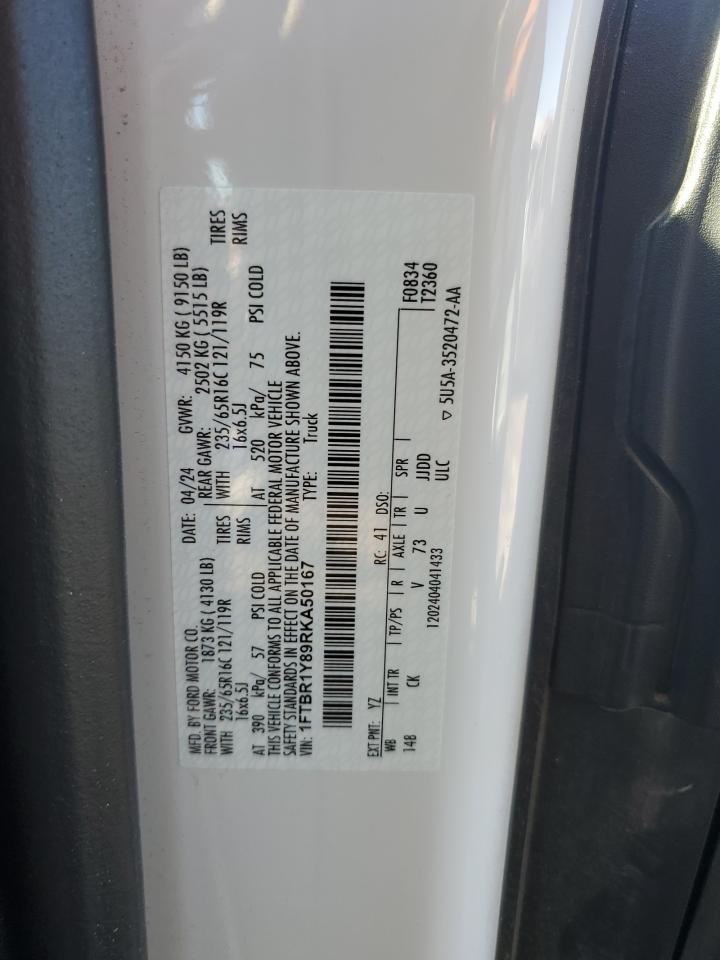 MFD. BY FORD MOTOR CO.
DATE: 04/24 GVWR: 4150 KG ( 9150 LB)
FRONT GAWR: 1873 KG ( 4130 LB)
REAR GAWR: 2502 KG ( 5515 LB)
WITH 235/65R16C 121/119R TIRES
WITH 235/65R16C 121/119R TIRES
16x6.5J RIMS
16x6.5J RIMS
AT 390 kPa/ 57 PSI COLD
AT 520 kPa/ 75 PSI COLD
THIS VEHICLE CONFORMS TO ALL APPLICABLE FEDERAL MOTOR VEHICLE
SAFETY STANDARDS IN EFFECT ON THE DATE OF MANUFACTURE SHOWN ABOVE.
VIN: 1FTBR1Y89RKA50167 TYPE: Truck
EXT PNT: YZ RC: 41 DSO: F0834
WB INT TR TP/PS R AXLE TR SPR T2360
148 CK V 73 U JJDD
1202404041433 ULC ▽ 5U5A-3520472-AA